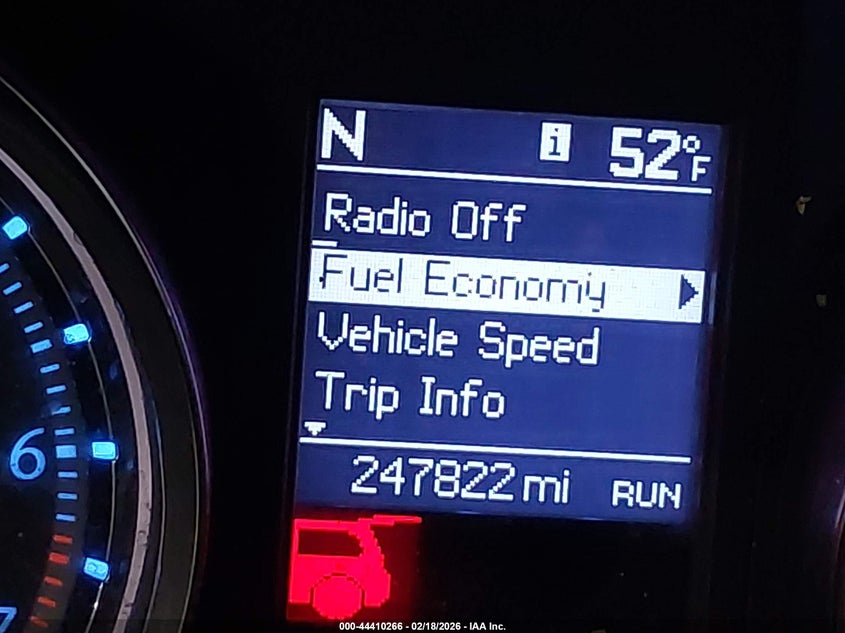 N i 52°F
Radio Off
Fuel Economy
Vehicle Speed
Trip Info
247822 mi RUN
6
7
000-44410266 - 02/18/2026 - IAA Inc.